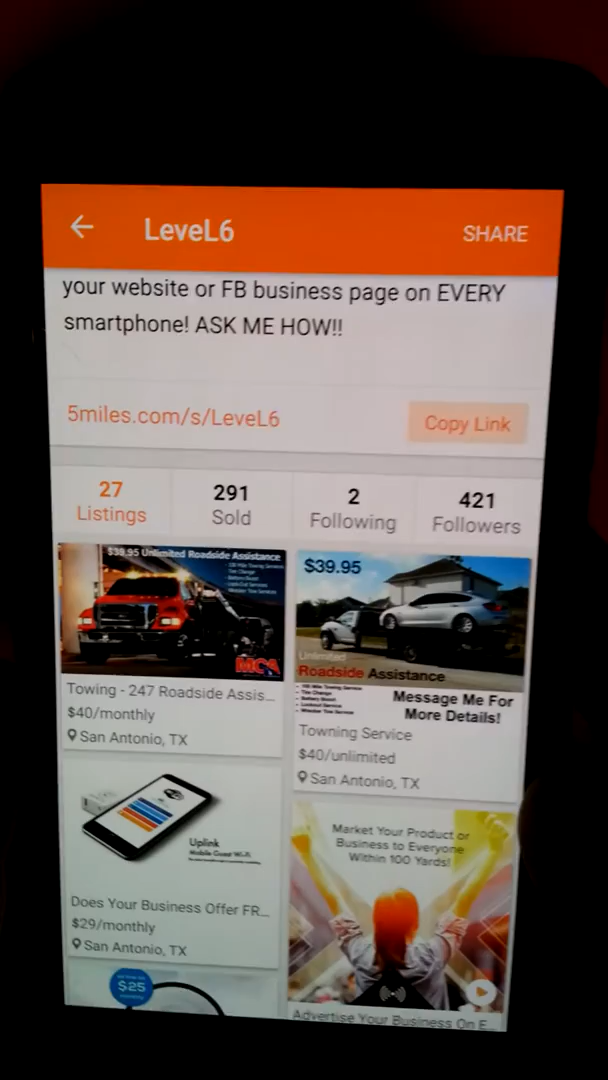 LeveL6
SHARE
your website or FB business page on EVERY
smartphone! ASK ME HOW!!
5miles.com/s/LeveL6
Copy Link
27
Listings
291
Sold
2
Following
421
Followers
$39.95 Unlimited Roadside Assistance
MCA
Towing - 247 Roadside Assis...
$40/monthly
San Antonio, TX
$39.95
Unlimited
Roadside Assistance
Message Me For
More Details!
Towning Service
$40/unlimited
San Antonio, TX
Uplink
Does Your Business Offer FR...
$29/monthly
San Antonio, TX
Market Your Product or
Business to Everyone
Within 100 Yards!
$25
Advertise Your Business On E...